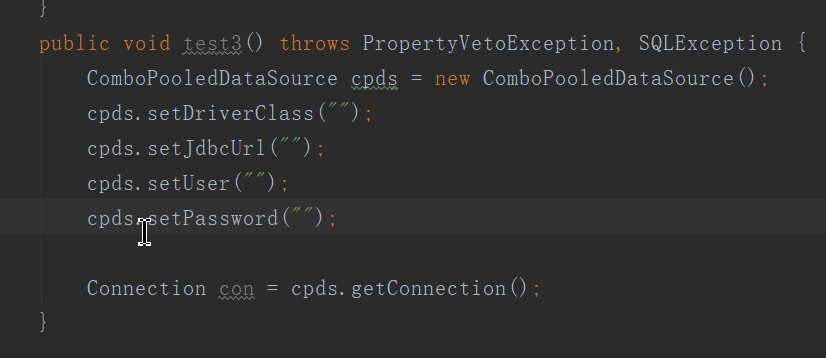 }
public void test3() throws PropertyVetoException, SQLException {
ComboPooledDataSource cpds = new ComboPooledDataSource();
cpds.setDriverClass("");
cpds.setJdbcUrl("");
cpds.setUser("");
cpds.setPassword("");
Connection con = cpds.getConnection();
}